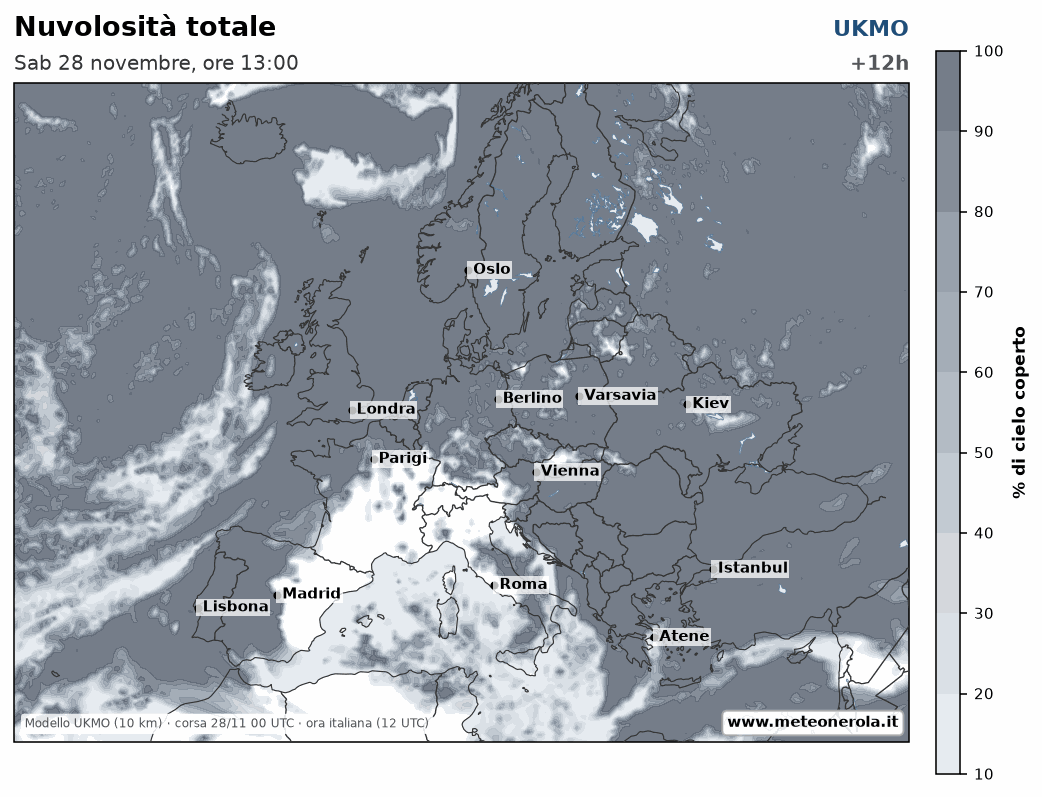 Nuvolosità totale
UKMO
Sab 28 novembre, ore 13:00
+12h
100
90
80
70
60
50
40
30
20
10
% di cielo coperto
Oslo
Londra
Berlino
Varsavia
Kiev
Parigi
Vienna
Istanbul
Roma
Madrid
Lisbona
Atene
Modello UKMO (10 km) · corsa 28/11 00 UTC · ora italiana (12 UTC)
www.meteonerola.it